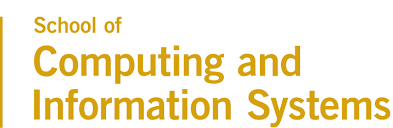 School of
Computing and
Information Systems